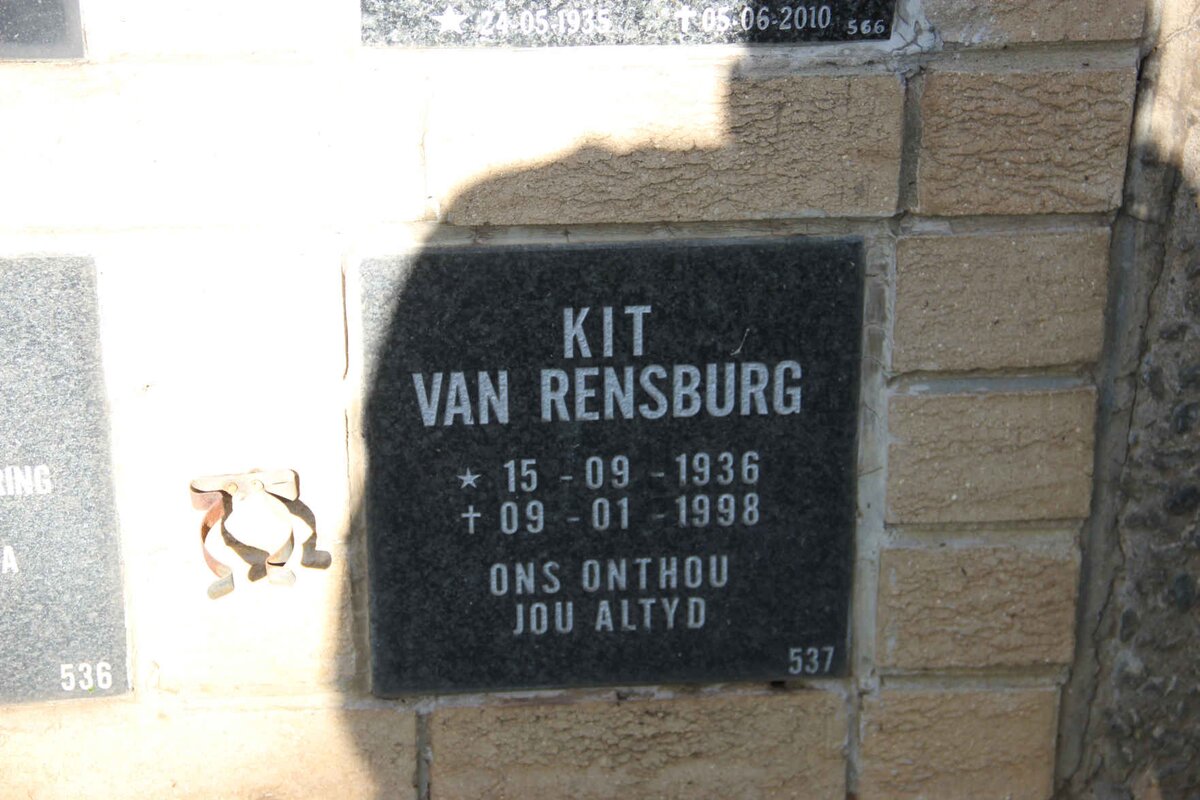 ★ 24-05-1935 ✝ 05-06-2010 566
KIT
VAN RENSBURG
★ 15 - 09 - 1936
✝ 09 - 01 - 1998
ONS ONTHOU
JOU ALTYD
537
RING
A
536